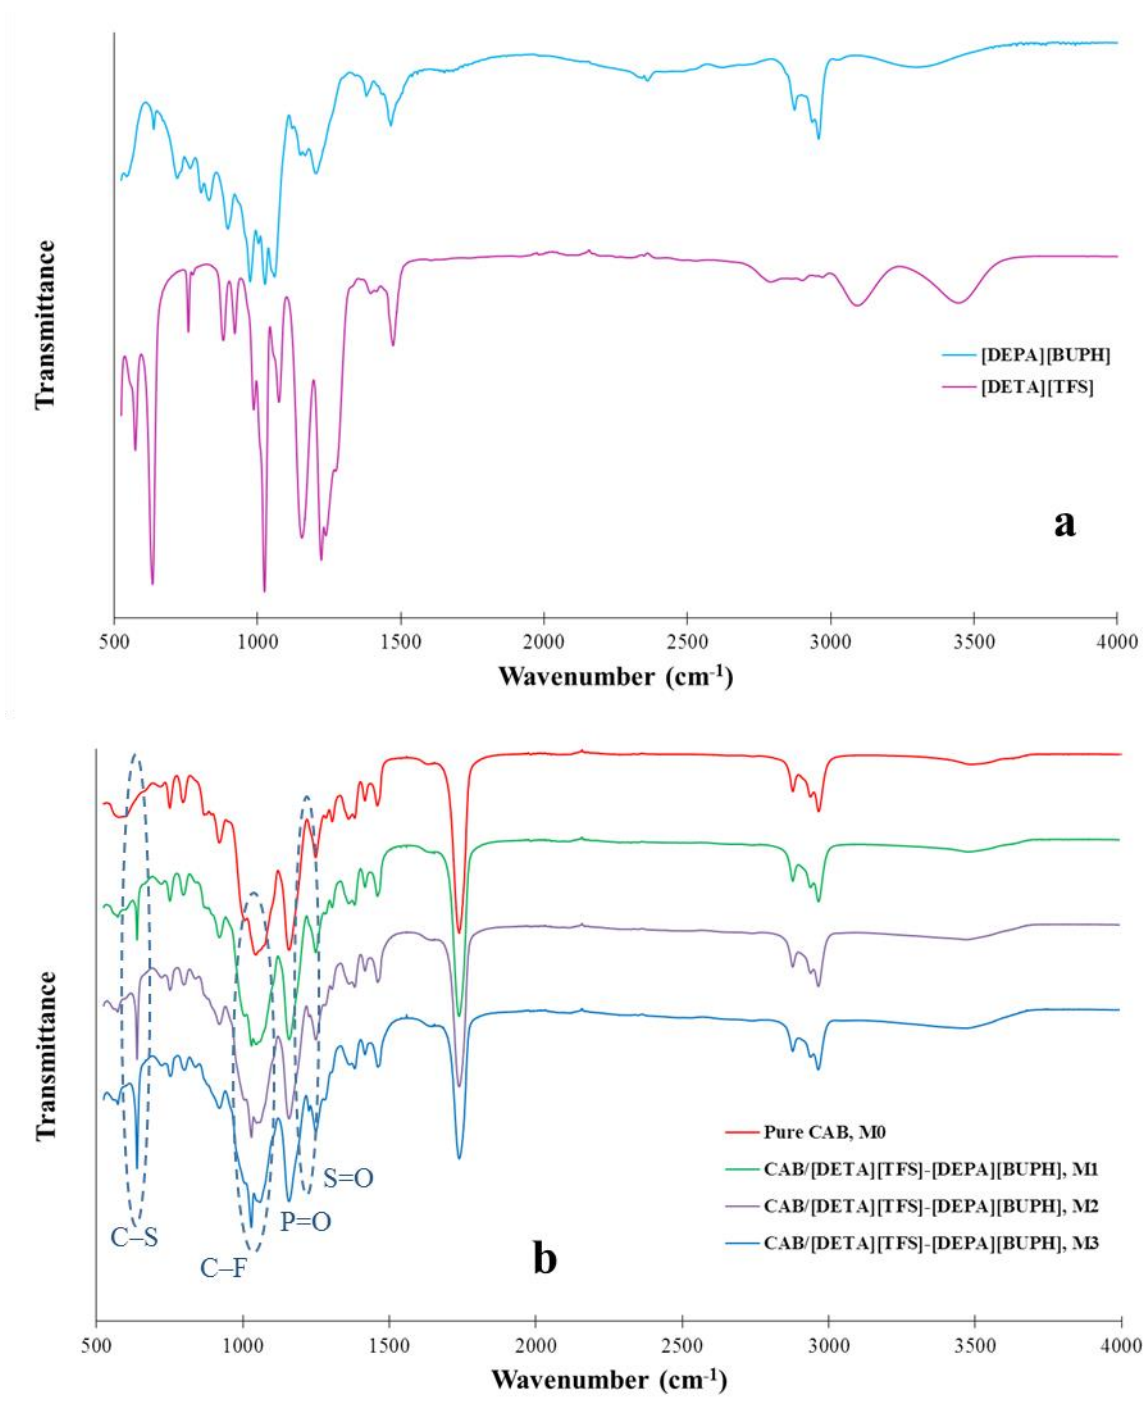 Transmittance
[DEPA][BUPH]
[DETA][TFS]
a
500 1000 1500 2000 2500 3000 3500 4000
Wavenumber (cm-1)
Transmittance
Pure CAB, M0
CAB/[DETA][TFS]-[DEPA][BUPH], M1
CAB/[DETA][TFS]-[DEPA][BUPH], M2
CAB/[DETA][TFS]-[DEPA][BUPH], M3
S=O
P=O
C–S
C–F
b
500 1000 1500 2000 2500 3000 3500 4000
Wavenumber (cm-1)